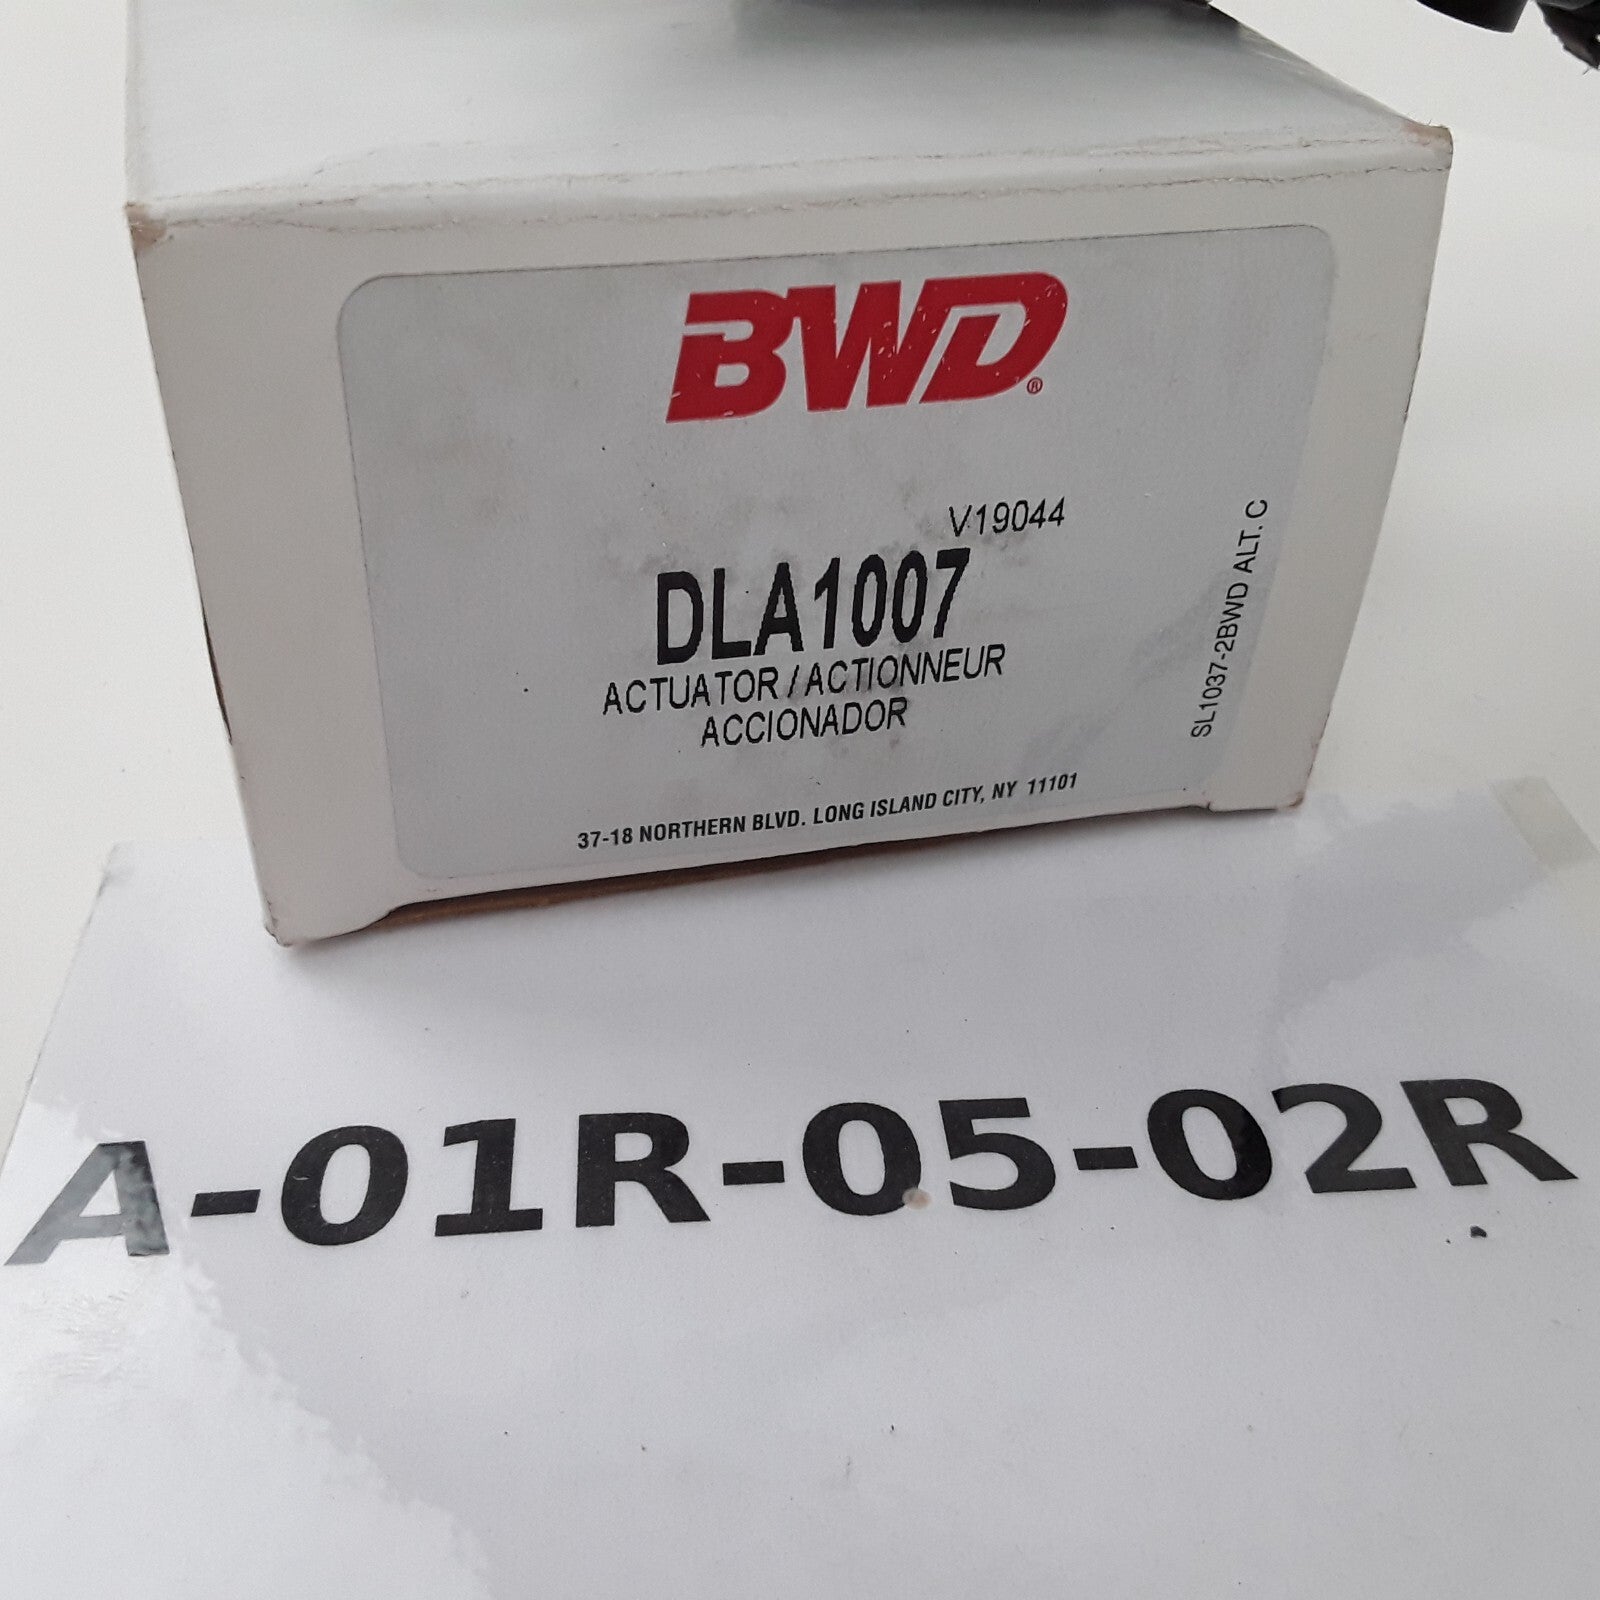 BWD®
V19044
DLA1007
ACTUATOR / ACTIONNEUR
ACCIONADOR
37-18 NORTHERN BLVD. LONG ISLAND CITY, NY 11101
SL1037-2BWD ALT. C
A-01R-05-02R